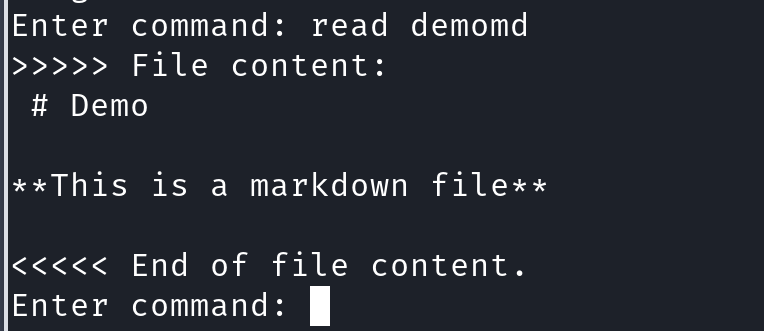 Enter command: read demomd
>>>>> File content:
 # Demo

**This is a markdown file**

<<<<< End of file content.
Enter command: